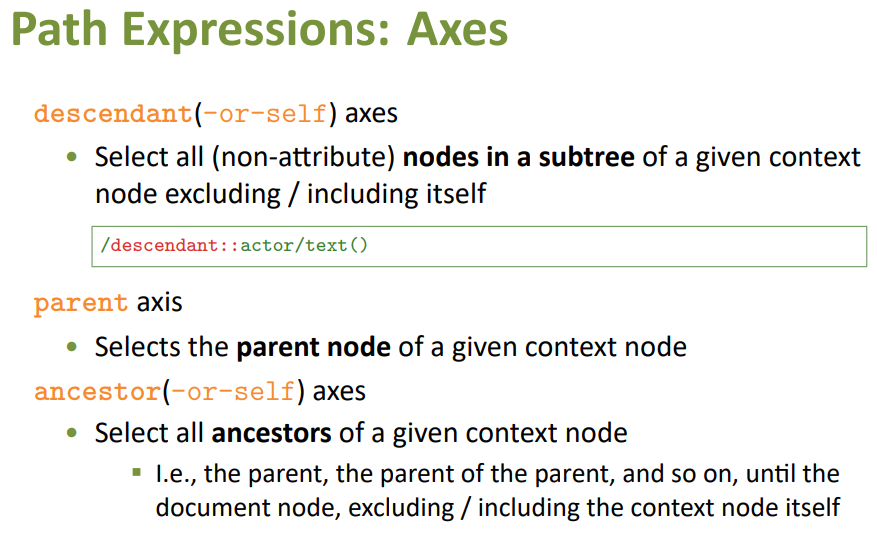 Path Expressions: Axes
descendant(-or-self) axes
• Select all (non-attribute) nodes in a subtree of a given context
node excluding / including itself
/descendant::actor/text()
parent axis
• Selects the parent node of a given context node
ancestor(-or-self) axes
• Select all ancestors of a given context node
▪ I.e., the parent, the parent of the parent, and so on, until the
document node, excluding / including the context node itself